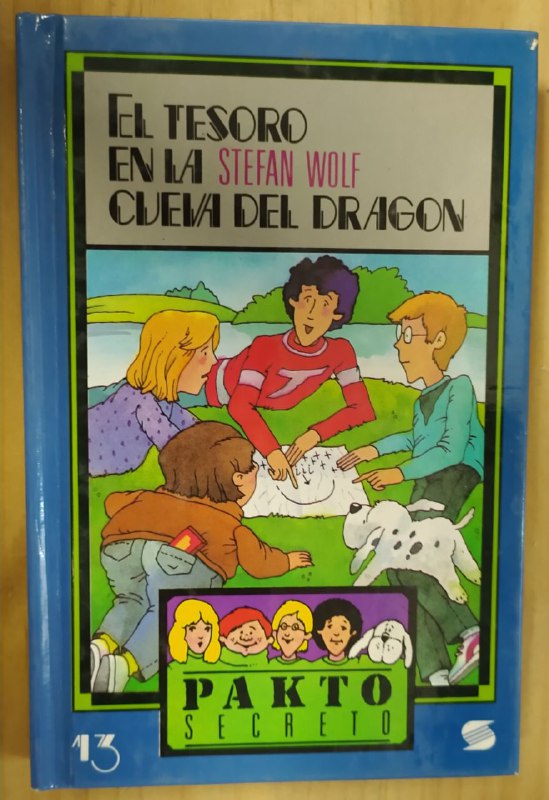 EL TESORO
EN LA STEFAN WOLF
CUEVA DEL DRAGON
T
PAKTO
SECRETO
13
S